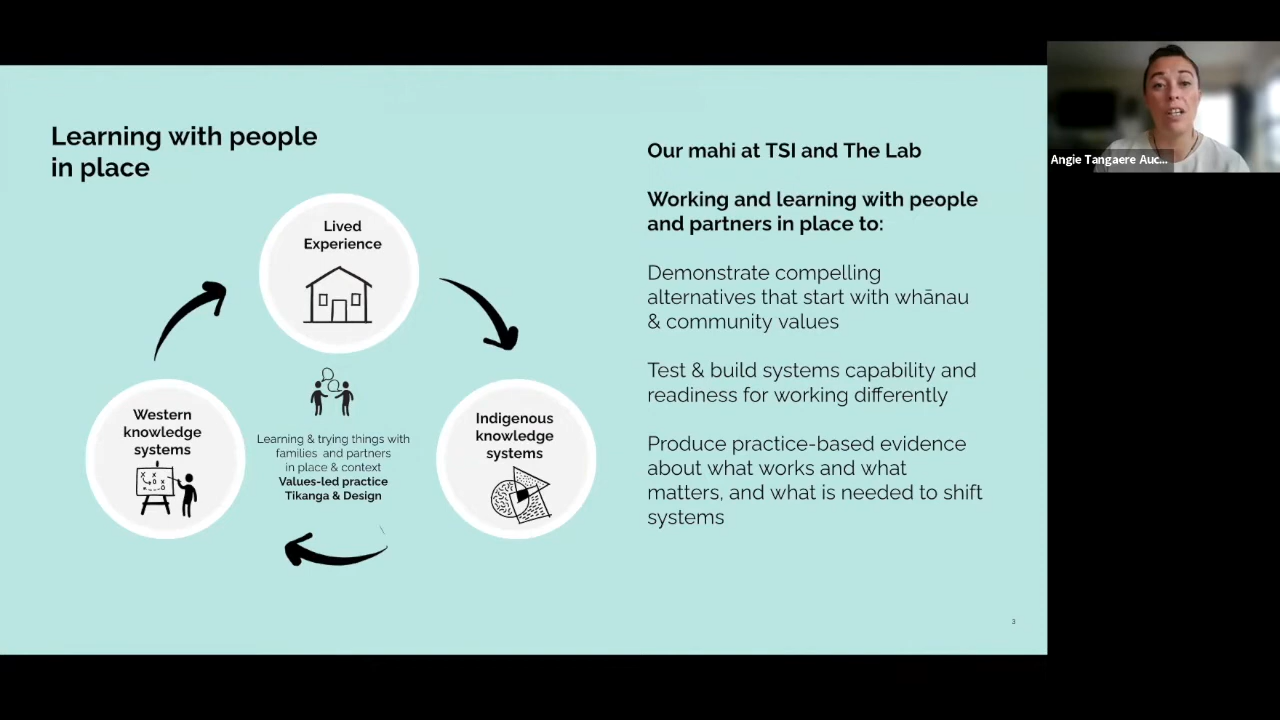 Learning with people
in place
Lived
Experience
Western
knowledge
systems
Indigenous
knowledge
systems
Learning & trying things with
families and partners
in place & context
Values-led practice
Tikanga & Design
Our mahi at TSI and The Lab
Working and learning with people
and partners in place to:
Demonstrate compelling
alternatives that start with whānau
& community values
Test & build systems capability and
readiness for working differently
Produce practice-based evidence
about what works and what
matters, and what is needed to shift
systems
3
Angie Tangaere Auc...